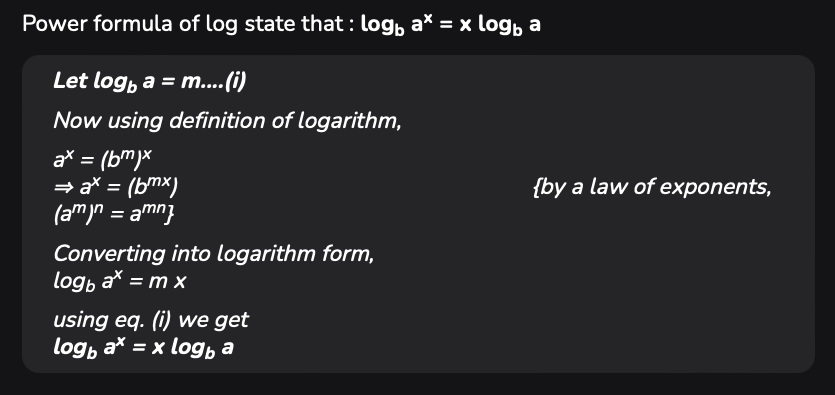 Power formula of log state that : log_b a^x = x log_b a
Let log_b a = m....(i)
Now using definition of logarithm,
a^x = (b^m)^x
⇒ a^x = (b^mx) {by a law of exponents,
(a^m)^n = a^mn}
Converting into logarithm form,
log_b a^x = m x
using eq. (i) we get
log_b a^x = x log_b a